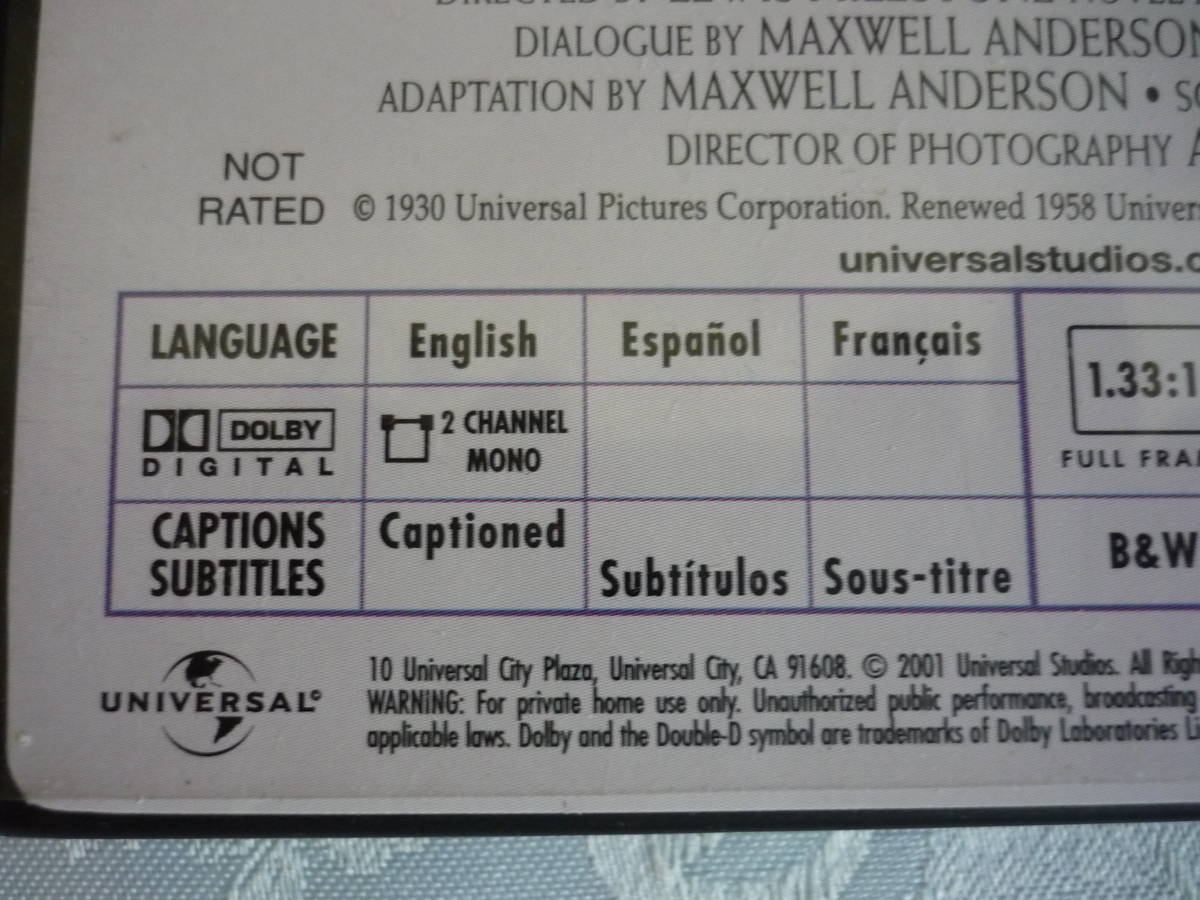 DIALOGUE BY MAXWELL ANDERSON
ADAPTATION BY MAXWELL ANDERSON •
DIRECTOR OF PHOTOGRAPHY
NOT
RATED
© 1930 Universal Pictures Corporation. Renewed 1958
universalstudios.
LANGUAGE English Español Français
1.33:1
DOLBY
DIGITAL
2 CHANNEL
MONO
FULL
CAPTIONS
SUBTITLES
Captioned
Subtítulos Sous-titre
B&W
UNIVERSAL
10 Universal City Plaza, Universal City, CA 91608. © 2001 Universal Studios. All
WARNING: For private home use only. Unauthorized public performance, broadcasting
applicable laws. Dolby and the Double-D symbol are trademarks of Dolby Laboratories